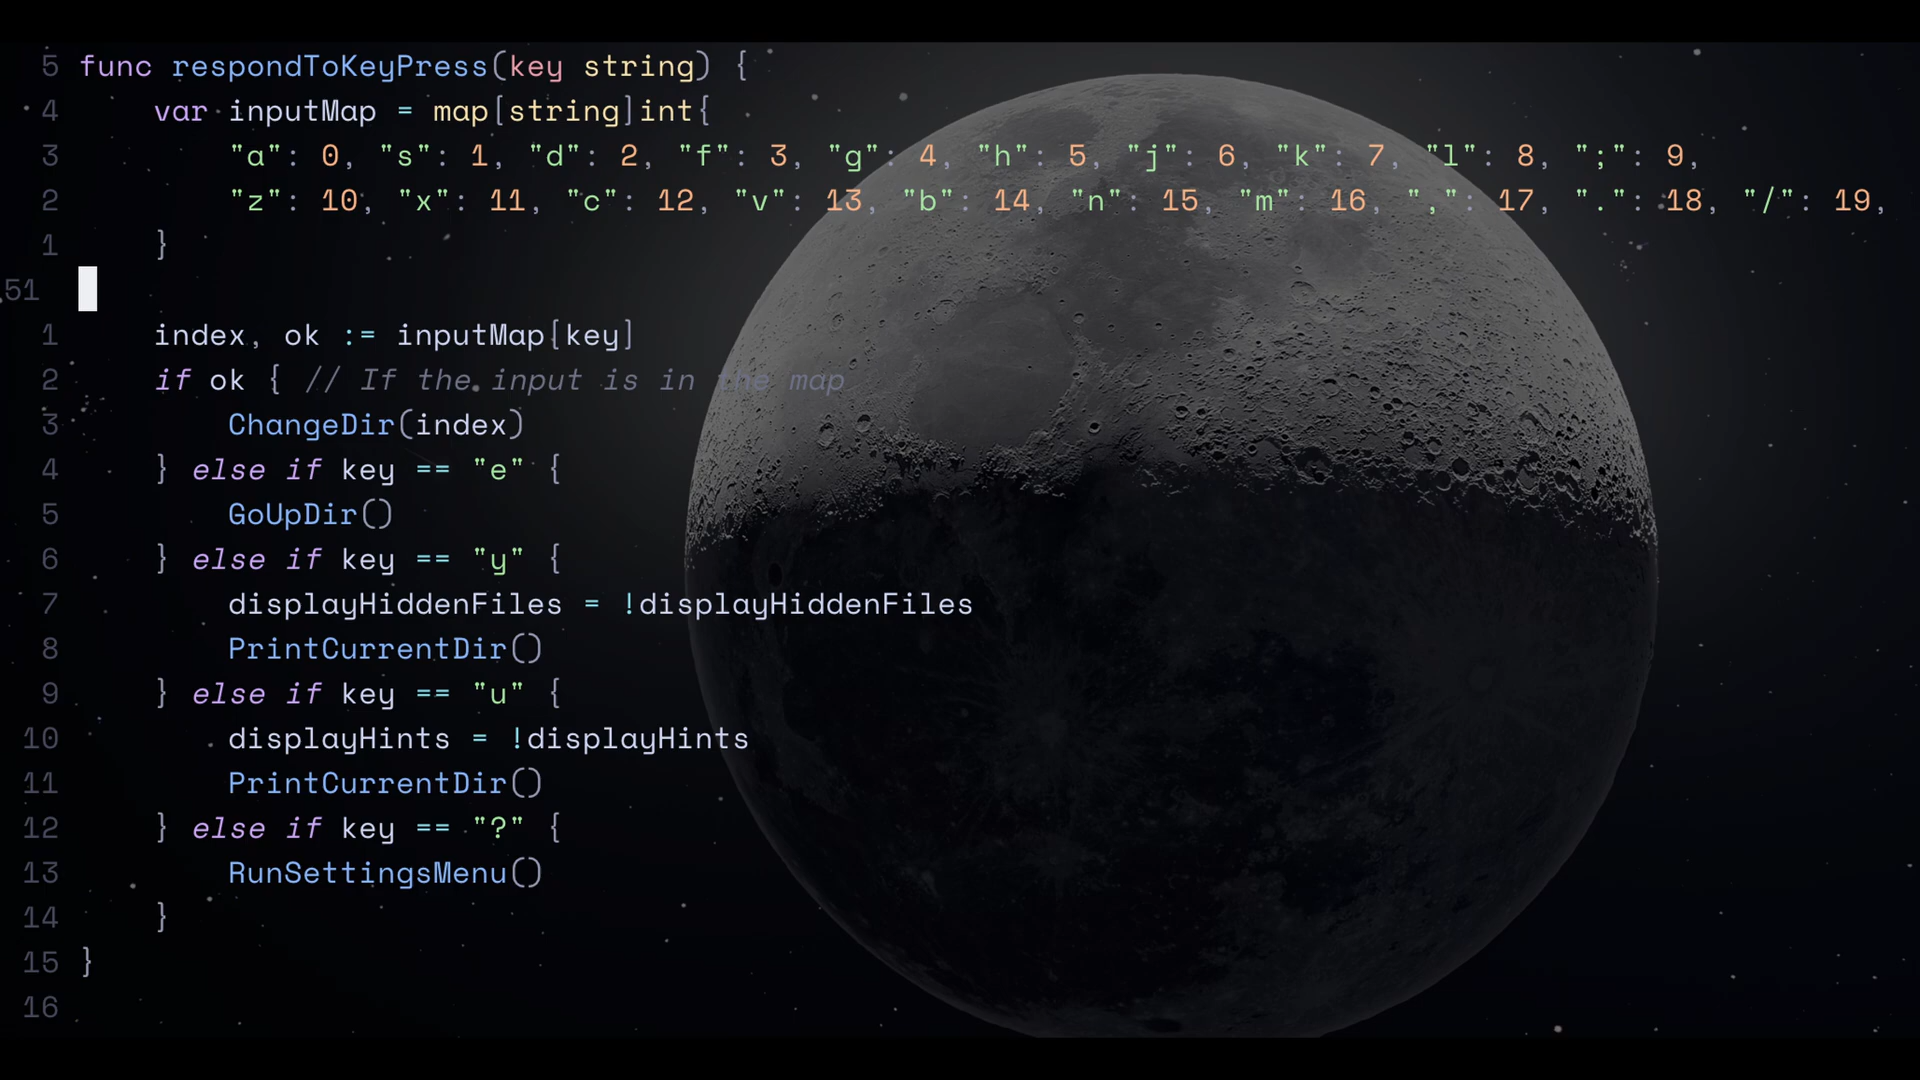 5 func respondToKeyPress(key string) {
4     var inputMap = map[string]int{
3         "a": 0, "s": 1, "d": 2, "f": 3, "g": 4, "h": 5, "j": 6, "k": 7, "l": 8, ";": 9,
2         "z": 10, "x": 11, "c": 12, "v": 13, "b": 14, "n": 15, "m": 16, ",": 17, ".": 18, "/": 19,
1     }
51
1     index, ok := inputMap[key]
2     if ok { // If the input is in the map
3         ChangeDir(index)
4     } else if key == "e" {
5         GoUpDir()
6     } else if key == "y" {
7         displayHiddenFiles = !displayHiddenFiles
8         PrintCurrentDir()
9     } else if key == "u" {
10         displayHints = !displayHints
11         PrintCurrentDir()
12     } else if key == "?" {
13         RunSettingsMenu()
14     }
15 }
16